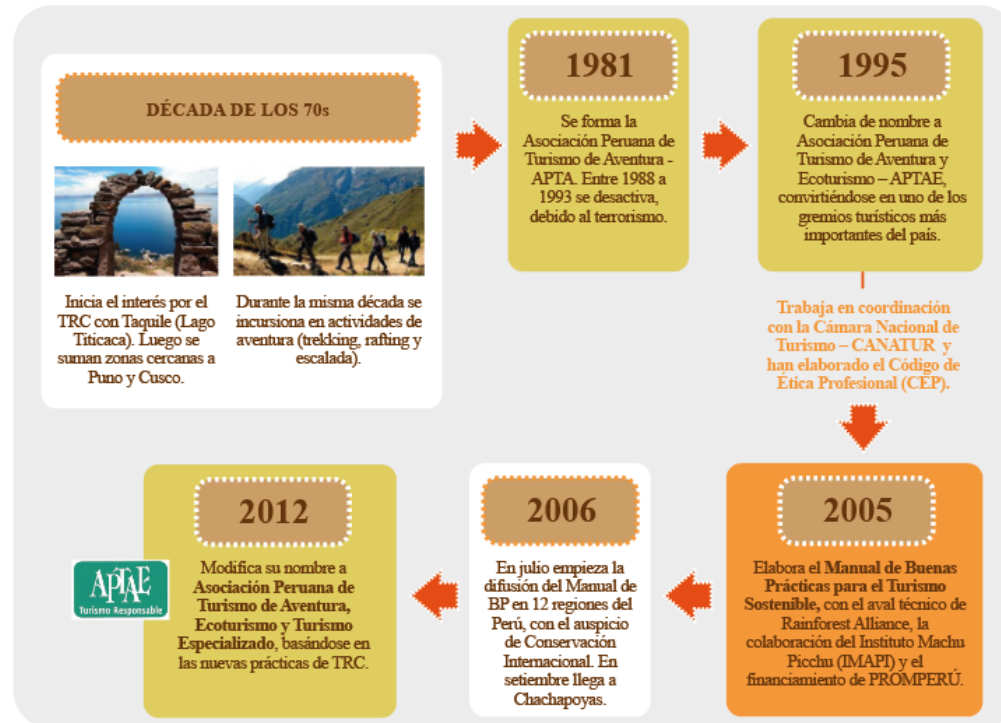 DÉCADA DE LOS 70s
Inicia el interés por el
TRC con Taquile (Lago
Titicaca). Luego se
suman zonas cercanas a
Puno y Cusco.
Durante la misma década se
incursiona en actividades de
aventura (trekking, rafting y
escalada).
1981
Se forma la
Asociación Peruana de
Turismo de Aventura -
APTA. Entre 1988 a
1993 se desactiva,
debido al terrorismo.
1995
Cambia de nombre a
Asociación Peruana de
Turismo de Aventura y
Ecoturismo – APTAE,
convirtiéndose en uno de los
gremios turísticos más
importantes del país.
Trabaja en coordinación
con la Cámara Nacional de
Turismo – CANATUR y
han elaborado el Código de
Ética Profesional (CEP).
2005
Elabora el Manual de Buenas
Prácticas para el Turismo
Sostenible, con el aval técnico de
Rainforest Alliance, la
colaboración del Instituto Machu
Picchu (IMAPI) y el
financiamiento de PROMPERÚ.
2006
En julio empieza la
difusión del Manual de
BP en 12 regiones del
Perú, con el auspicio
de Conservación
Internacional. En
setiembre llega a
Chachapoyas.
2012
Modifica su nombre a
Asociación Peruana de
Turismo de Aventura,
Ecoturismo y Turismo
Especializado, basándose en
las nuevas prácticas de TRC.
APTAE
Turismo Responsable